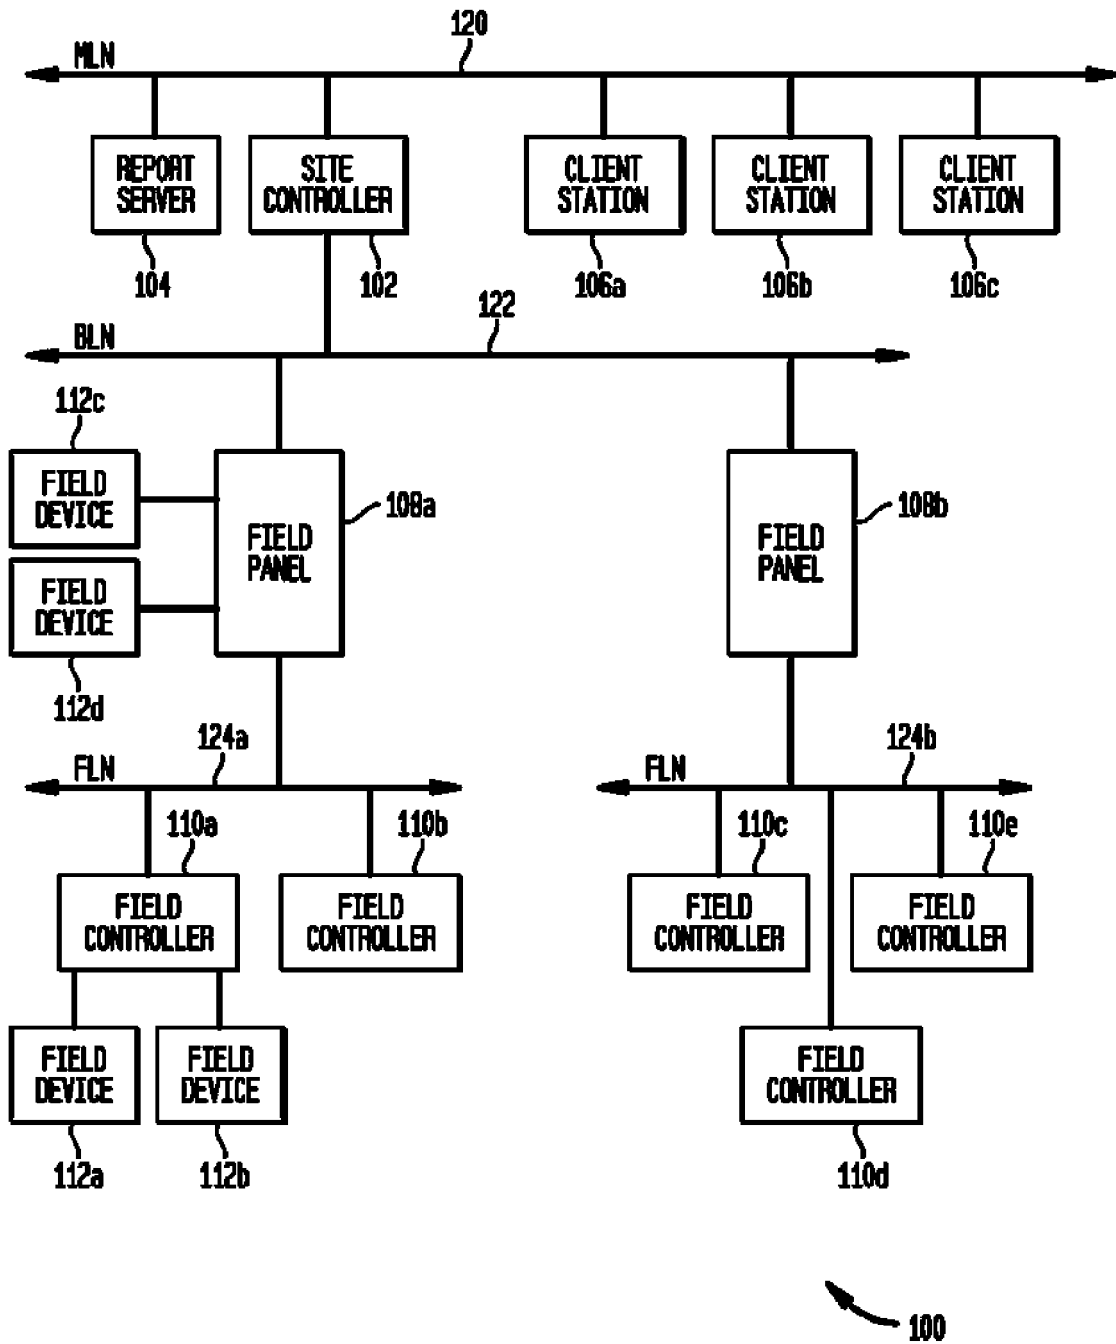 120
MLN
REPORT
SERVER
SITE
CONTROLLER
CLIENT
STATION
CLIENT
STATION
CLIENT
STATION
104
102
106a
106b
106c
122
BLN
112c
FIELD
DEVICE
108a
108b
FIELD
PANEL
FIELD
PANEL
FIELD
DEVICE
112d
124a
124b
FLN
FLN
110a
110b
110c
110e
FIELD
CONTROLLER
FIELD
CONTROLLER
FIELD
CONTROLLER
FIELD
CONTROLLER
FIELD
DEVICE
FIELD
DEVICE
FIELD
CONTROLLER
112a
112b
110d
100